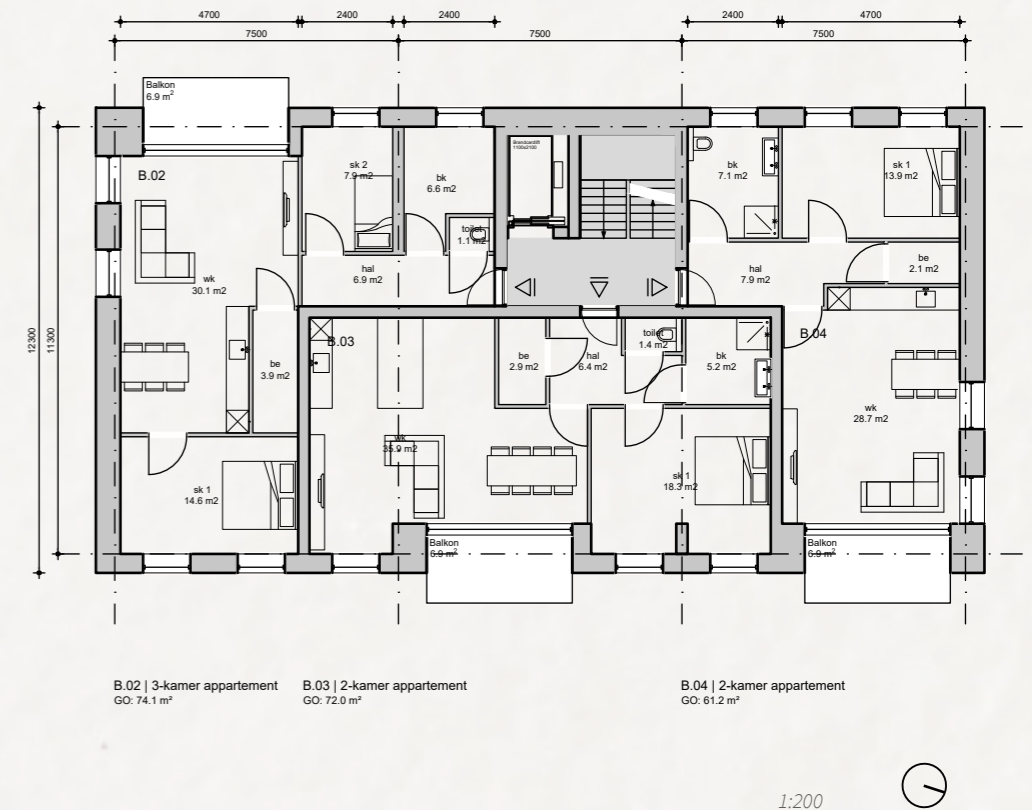 4700
2400
2400
2400
4700
7500
7500
7500
12300
11300
Balkon
6.9 m²
B.02
sk 2
7.9 m2
bk
6.6 m2
toilet
1.1 m2
hal
6.9 m2
wk
30.1 m2
be
3.9 m2
sk 1
14.6 m2
Brandcardlift
1100x2100
bk
7.1 m2
sk 1
13.9 m2
hal
7.9 m2
be
2.1 m2
B.04
wk
28.7 m2
Balkon
6.9 m²
B.03
be
2.9 m2
hal
6.4 m2
toilet
1.4 m2
bk
5.2 m2
wk
35.9 m2
sk 1
18.3 m2
Balkon
6.9 m²
B.02 | 3-kamer appartement
GO: 74.1 m²
B.03 | 2-kamer appartement
GO: 72.0 m²
B.04 | 2-kamer appartement
GO: 61.2 m²
1:200